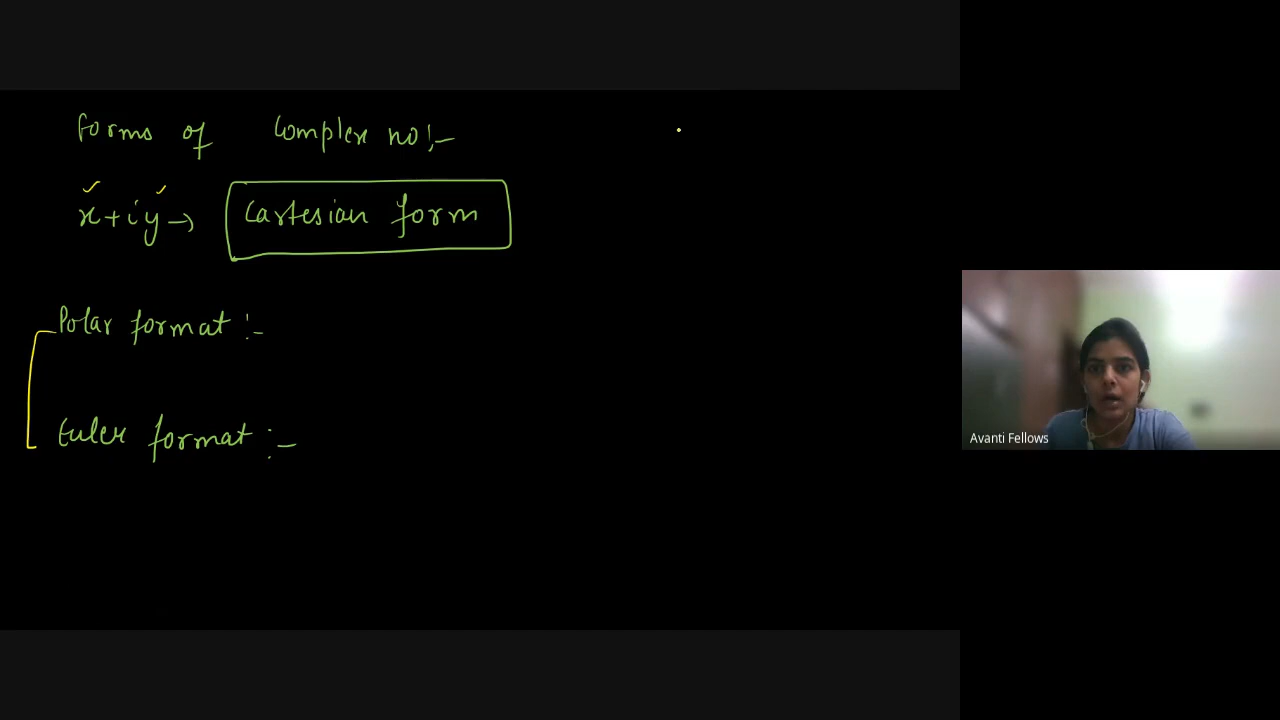 Forms of Complex no:-
x+iy→ Cartesian form
Polar format :-
Euler format :-
Avanti Fellows